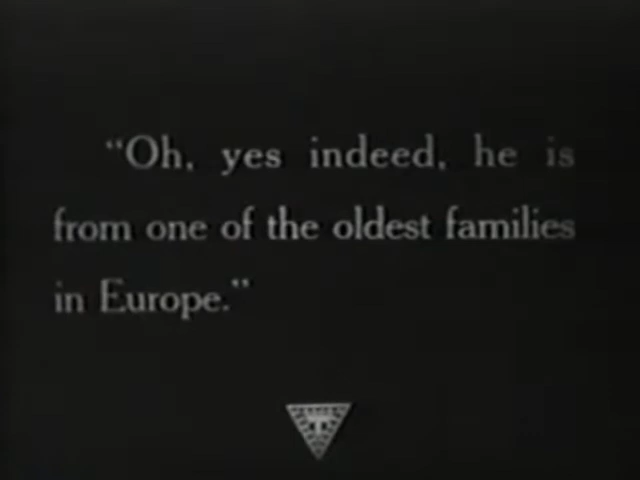 "Oh, yes indeed, he is
from one of the oldest families
in Europe."